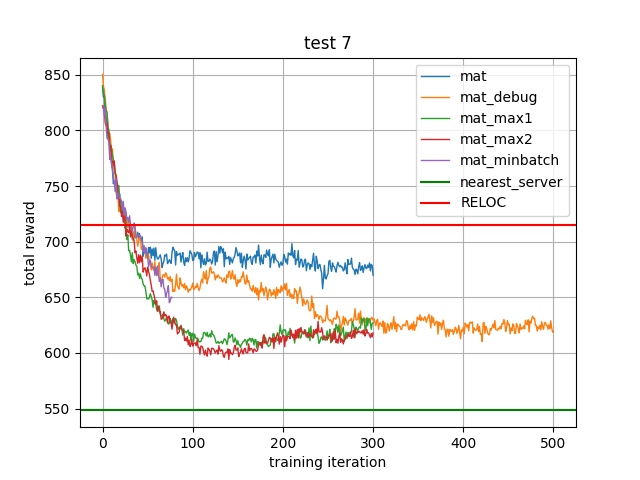 test 7
total reward
850
800
750
700
650
600
550
mat
mat_debug
mat_max1
mat_max2
mat_minbatch
nearest_server
RELOC
0 100 200 300 400 500
training iteration